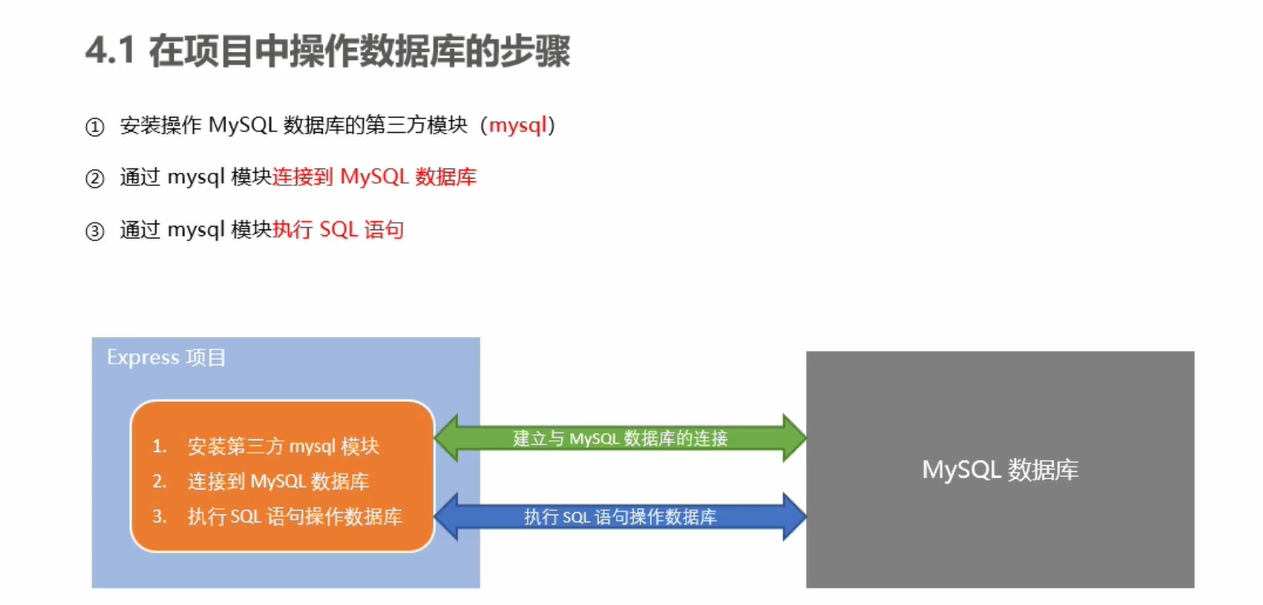 4.1 在项目中操作数据库的步骤
① 安装操作 MySQL 数据库的第三方模块（mysql）
② 通过 mysql 模块连接到 MySQL 数据库
③ 通过 mysql 模块执行 SQL 语句
Express 项目
1. 安装第三方 mysql 模块
2. 连接到 MySQL 数据库
3. 执行 SQL 语句操作数据库
建立与 MySQL 数据库的连接
执行 SQL 语句操作数据库
MySQL 数据库